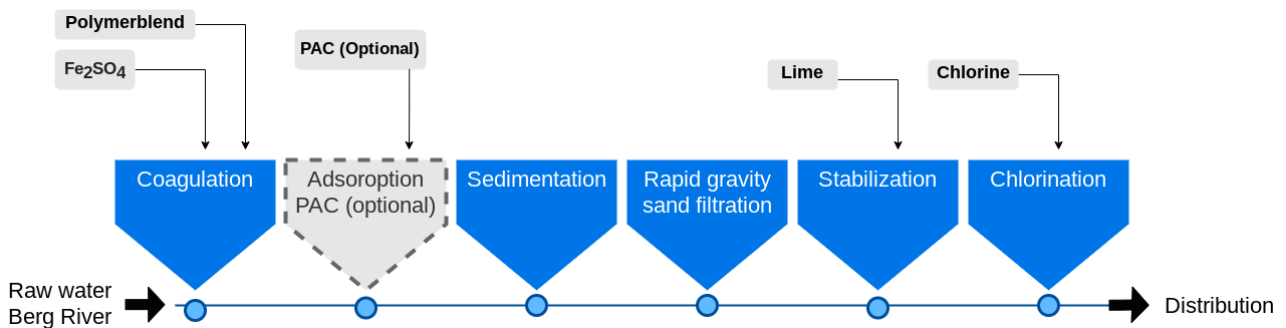 Polymerblend
Fe2SO4
PAC (Optional)
Lime
Chlorine
Coagulation
Adsoroption
PAC (optional)
Sedimentation
Rapid gravity
sand filtration
Stabilization
Chlorination
Raw water
Berg River
Distribution